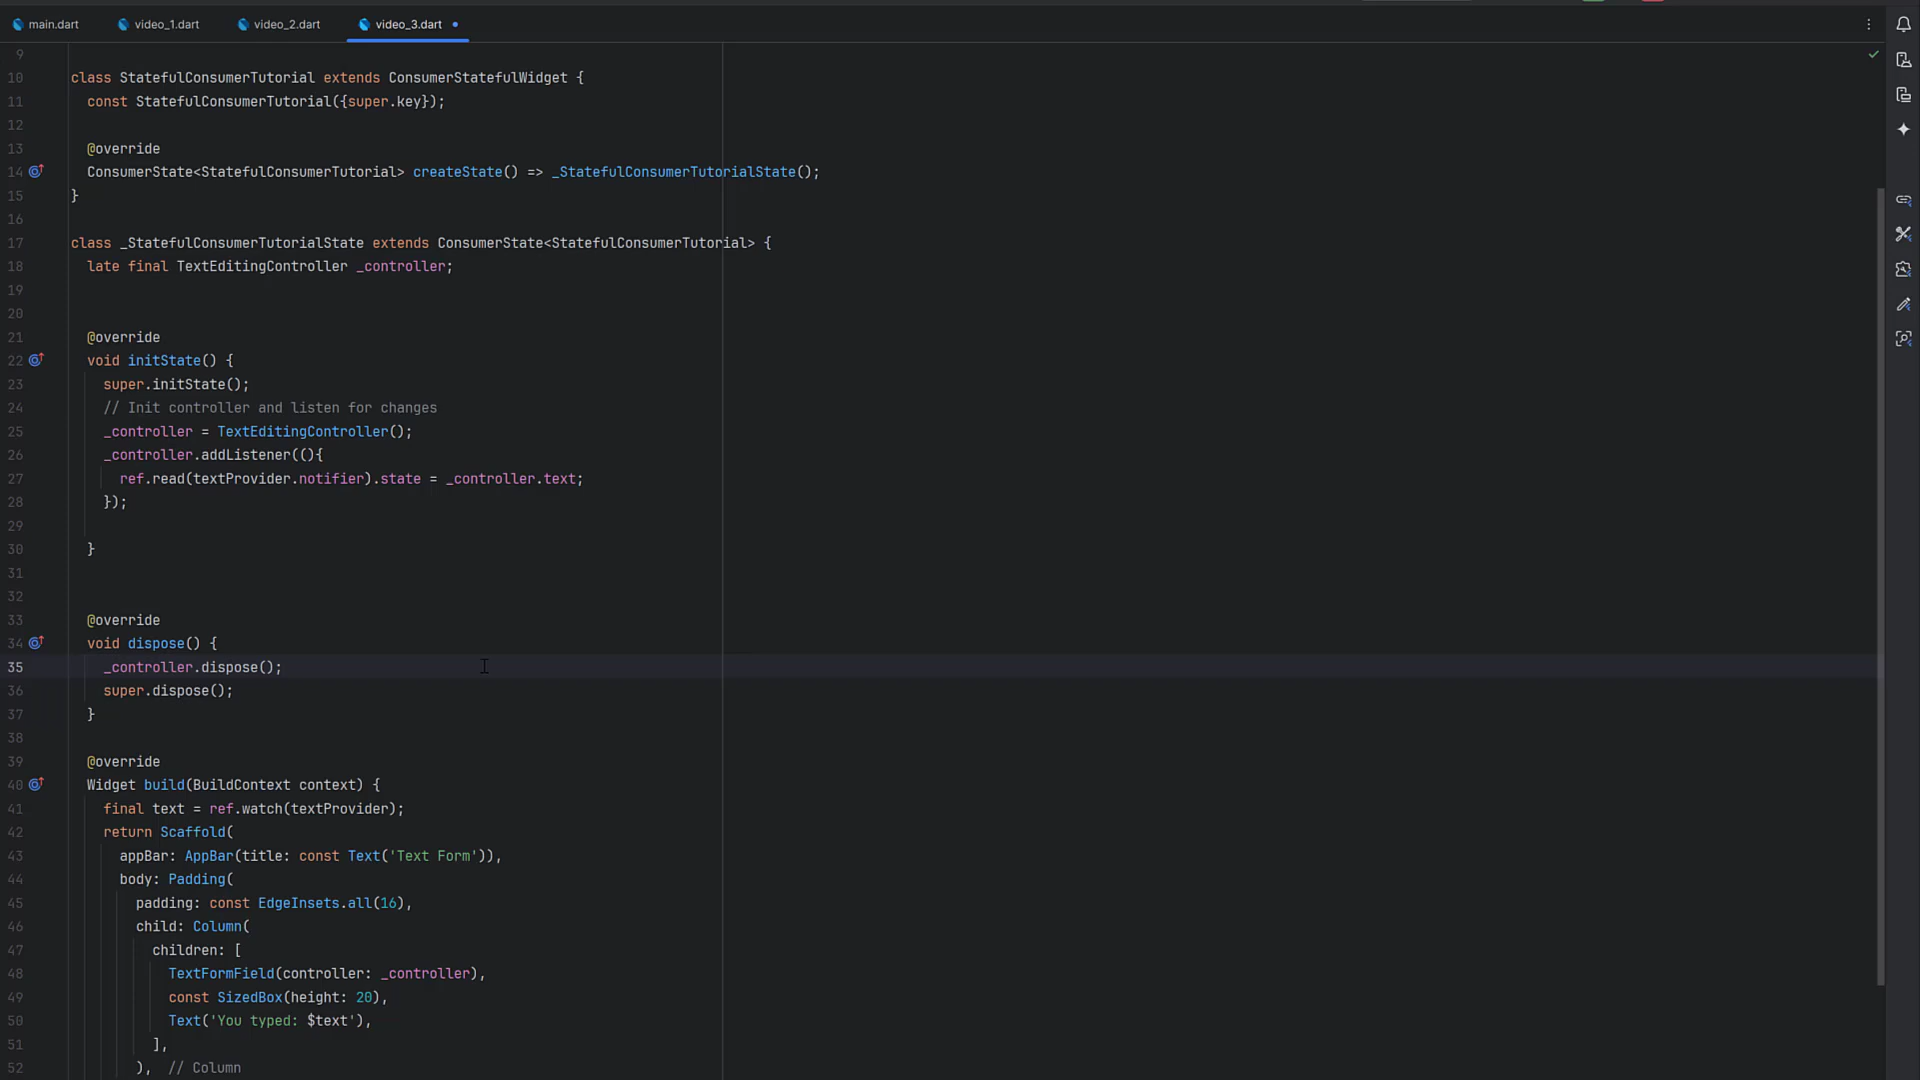 main.dart video_1.dart video_2.dart video_3.dart
9
10 class StatefulConsumerTutorial extends ConsumerStatefulWidget {
11 const StatefulConsumerTutorial({super.key});
12
13 @override
14 ConsumerState<StatefulConsumerTutorial> createState() => _StatefulConsumerTutorialState();
15 }
16
17 class _StatefulConsumerTutorialState extends ConsumerState<StatefulConsumerTutorial> {
18 late final TextEditingController _controller;
19
20
21 @override
22 void initState() {
23 super.initState();
24 // Init controller and listen for changes
25 _controller = TextEditingController();
26 _controller.addListener((){
27 ref.read(textProvider.notifier).state = _controller.text;
28 });
29
30 }
31
32
33 @override
34 void dispose() {
35 _controller.dispose();
36 super.dispose();
37 }
38
39 @override
40 Widget build(BuildContext context) {
41 final text = ref.watch(textProvider);
42 return Scaffold(
43 appBar: AppBar(title: const Text('Text Form')),
44 body: Padding(
45 padding: const EdgeInsets.all(16),
46 child: Column(
47 children: [
48 TextFormField(controller: _controller),
49 const SizedBox(height: 20),
50 Text('You typed: $text'),
51 ],
52 ), // Column